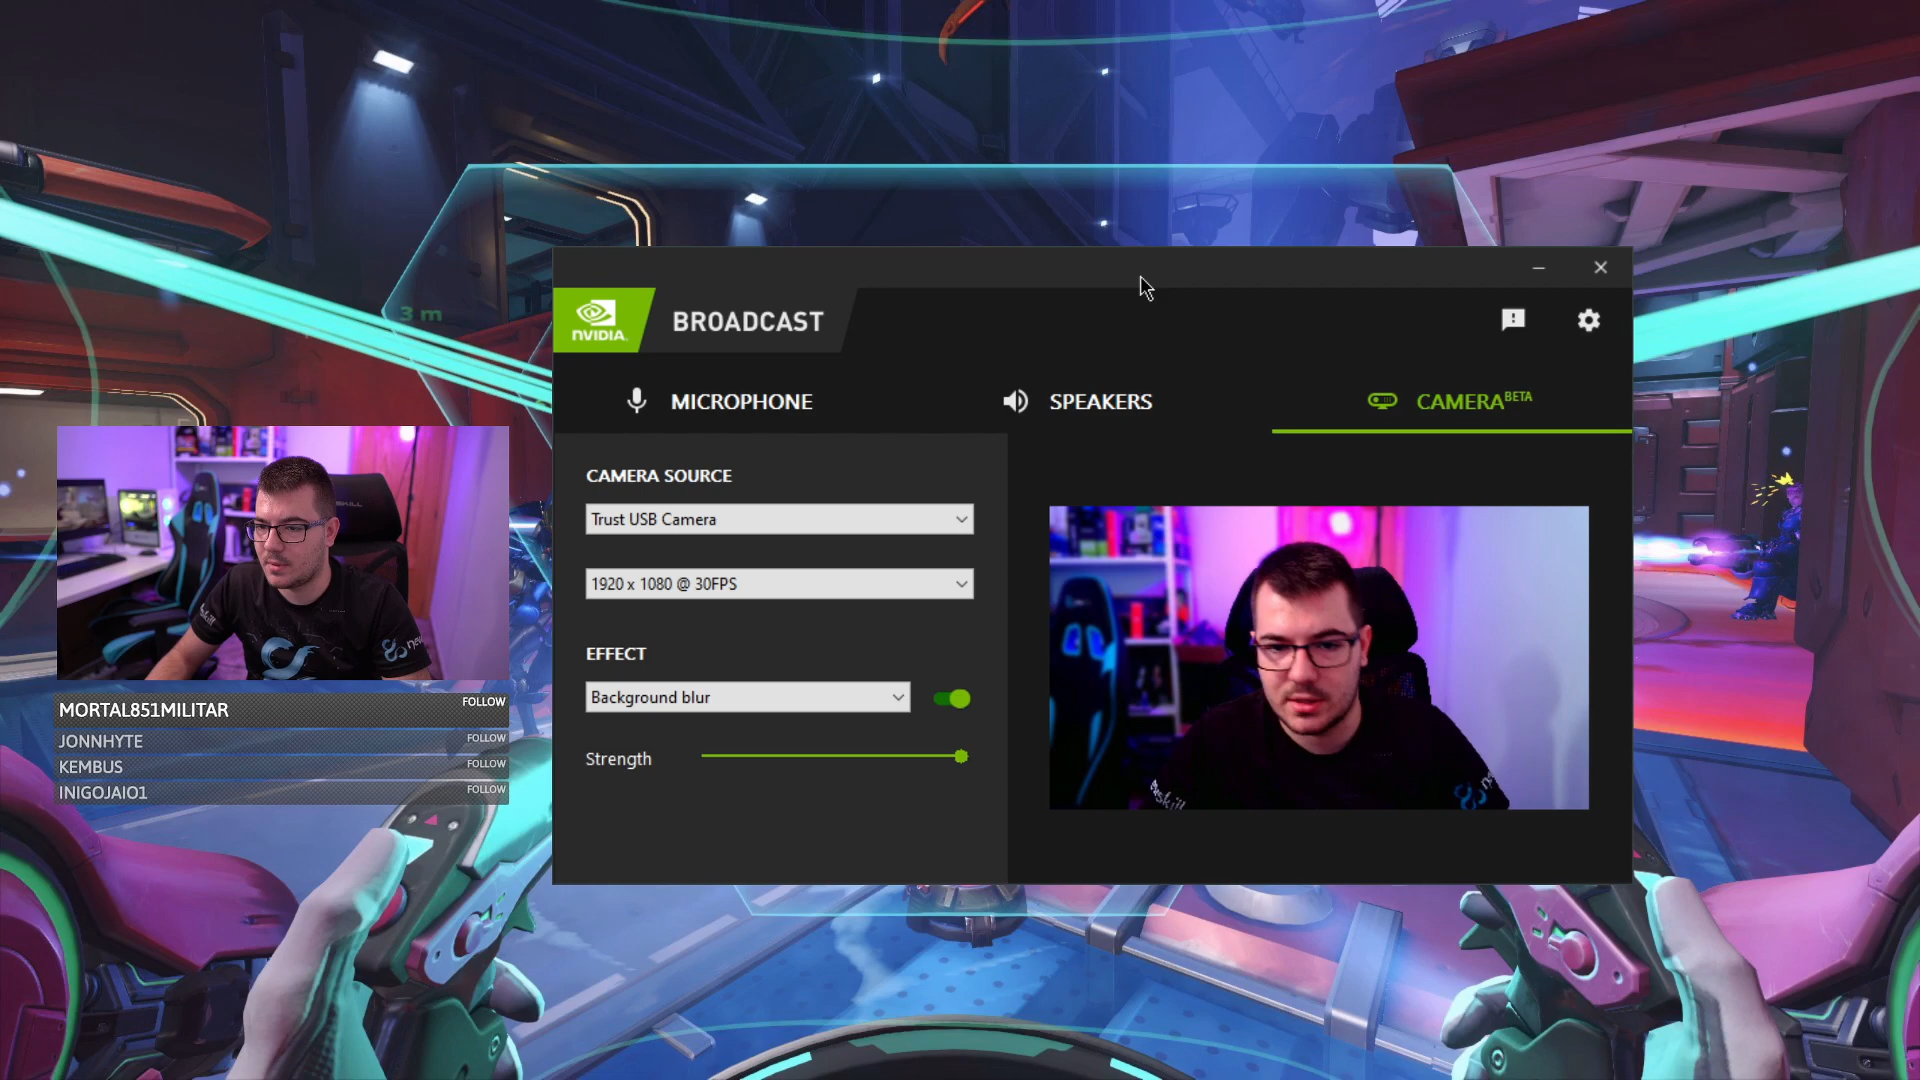 3 m
NVIDIA.
BROADCAST
MICROPHONE
SPEAKERS
CAMERA BETA
CAMERA SOURCE
Trust USB Camera
1920 x 1080 @ 30FPS
EFFECT
Background blur
Strength
MORTAL851MILITAR FOLLOW
JONNHYTE FOLLOW
KEMBUS FOLLOW
INIGOJAIO1 FOLLOW